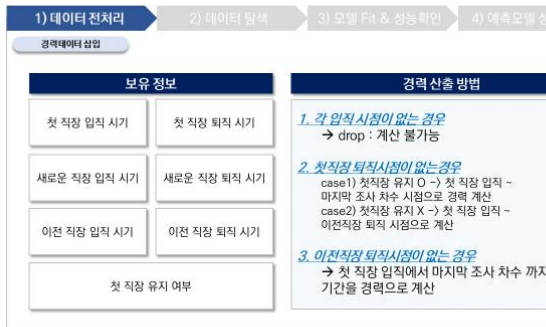 1) 데이터 전처리
2) 데이터 탐색
3) 모델 Fit & 성능확인
4) 예측모델
경력데이터 삽입
보유 정보
첫 직장 입직 시기
첫 직장 퇴직 시기
새로운 직장 입직 시기
새로운 직장 퇴직 시기
이전 직장 입직 시기
이전 직장 퇴직 시기
첫 직장 유지 여부
경력 산출 방법
1. 각 입직 시점이 없는 경우
→ drop : 계산 불가능
2. 첫직장 퇴직시점이 없는경우
case1) 첫직장 유지 O -> 첫 직장 입직 ~
마지막 조사 차수 시점으로 경력 계산
case2) 첫직장 유지 X -> 첫 직장 입직 ~
이전직장 퇴직 시점으로 계산
3. 이전직장 퇴직시점이 없는 경우
→ 첫 직장 입직에서 마지막 조사 차수 까지
기간을 경력으로 계산